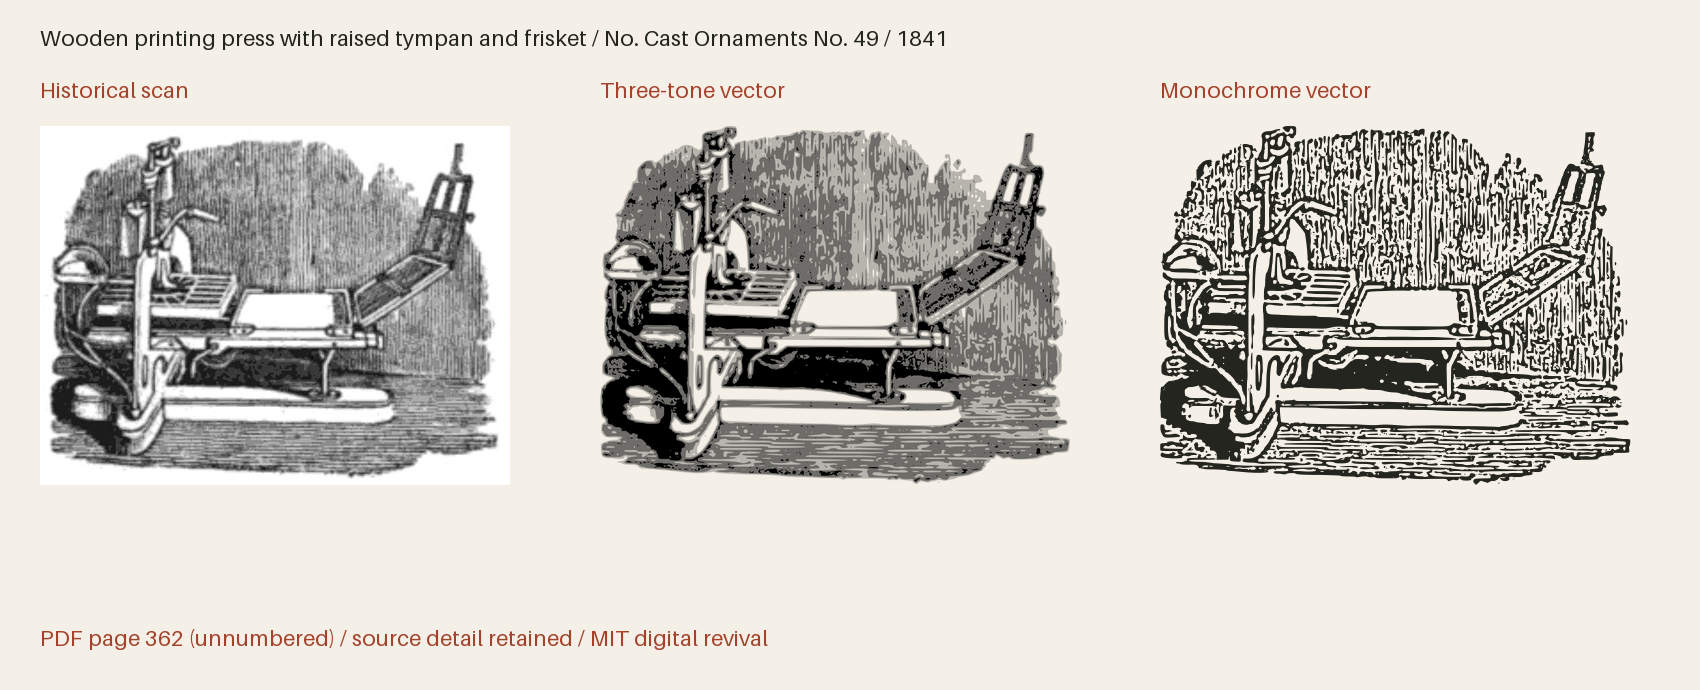 Wooden printing press with raised tympan and frisket / No. Cast Ornaments No. 49 / 1841
Historical scan
Three-tone vector
Monochrome vector
PDF page 362 (unnumbered) / source detail retained / MIT digital revival